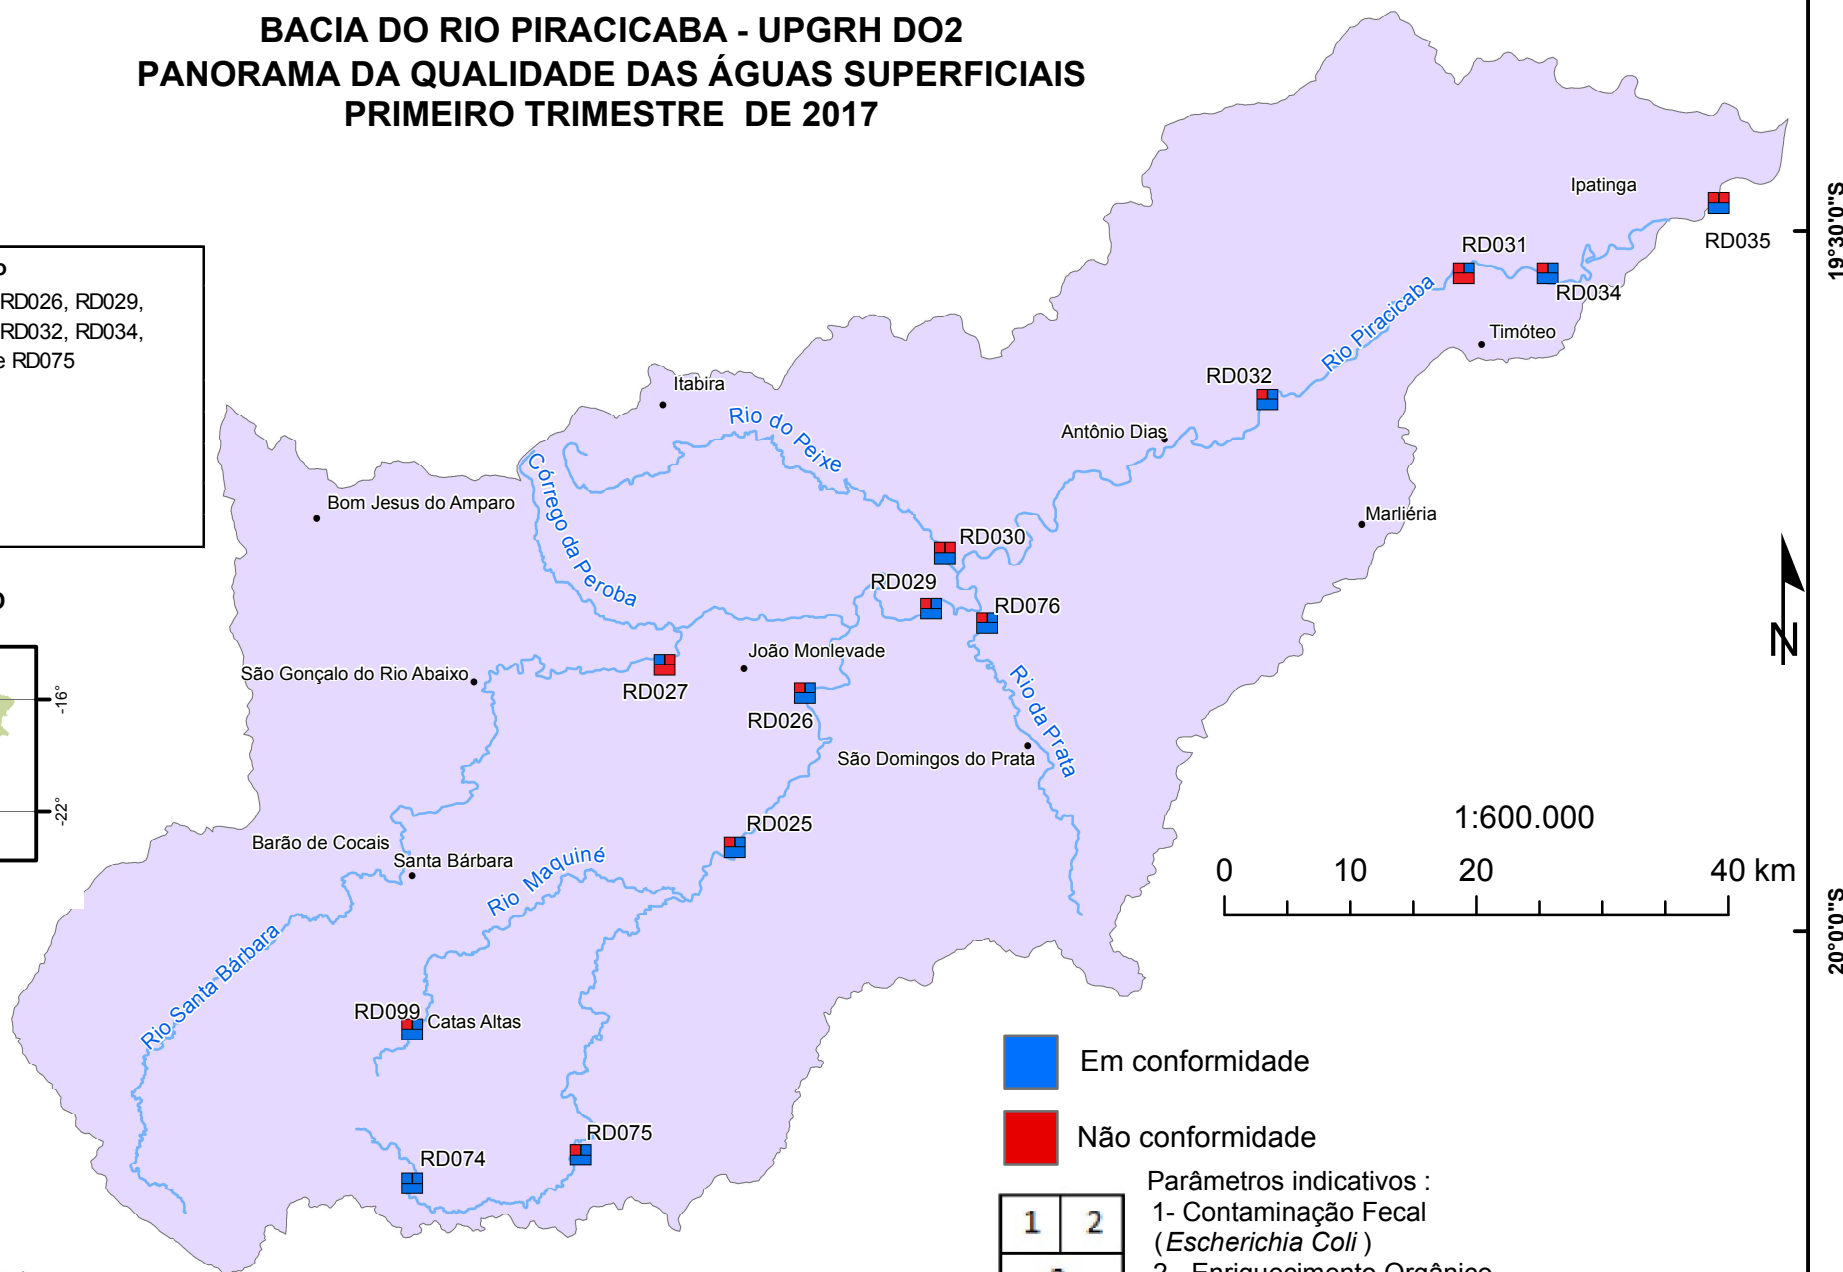 BACIA DO RIO PIRACICABA - UPGRH DO2
PANORAMA DA QUALIDADE DAS ÁGUAS SUPERFICIAIS
PRIMEIRO TRIMESTRE DE 2017
RD026, RD029,
RD032, RD034,
e RD075
-16°
-22°
19°30'0"S
20°0'0"S
Ipatinga
RD035
RD031
RD034
Rio Piracicaba
Timóteo
RD032
Itabira
Rio do Peixe
Antônio Dias
Córrego da Peroba
Bom Jesus do Amparo
Marliéria
RD030
RD029
RD076
João Monlevade
São Gonçalo do Rio Abaixo
RD027
RD026
Rio da Prata
São Domingos do Prata
N
RD025
Barão de Cocais
Santa Bárbara
Rio Maquiné
Rio Santa Bárbara
RD099
Catas Altas
RD075
RD074
1:600.000
0 10 20 40 km
Em conformidade
Não conformidade
Parâmetros indicativos :
1 2
1- Contaminação Fecal
(Escherichia Coli )
2 - Enriquecimento Orgânico